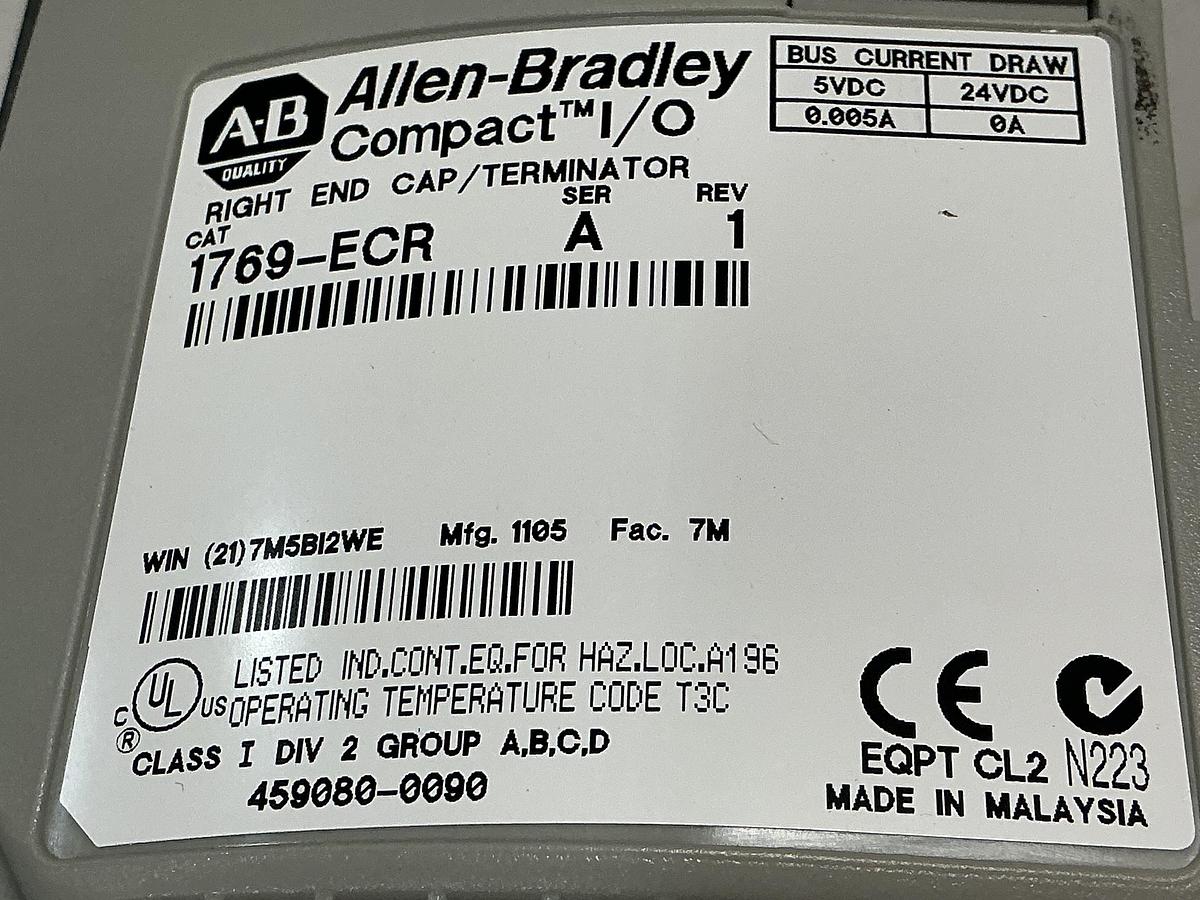 A-B
QUALITY
Allen-Bradley
Compact™ I/O
BUS CURRENT DRAW
5VDC 24VDC
0.005A 0A
RIGHT END CAP/TERMINATOR
CAT SER REV
1769-ECR A 1
WIN (21)7M5BI2WE Mfg. 1105 Fac. 7M
C UL US LISTED IND.CONT.EQ.FOR HAZ.LOC.A196
OPERATING TEMPERATURE CODE T3C
®
CLASS I DIV 2 GROUP A,B,C,D
459080-0090
CE
EQPT CL2 N223
MADE IN MALAYSIA